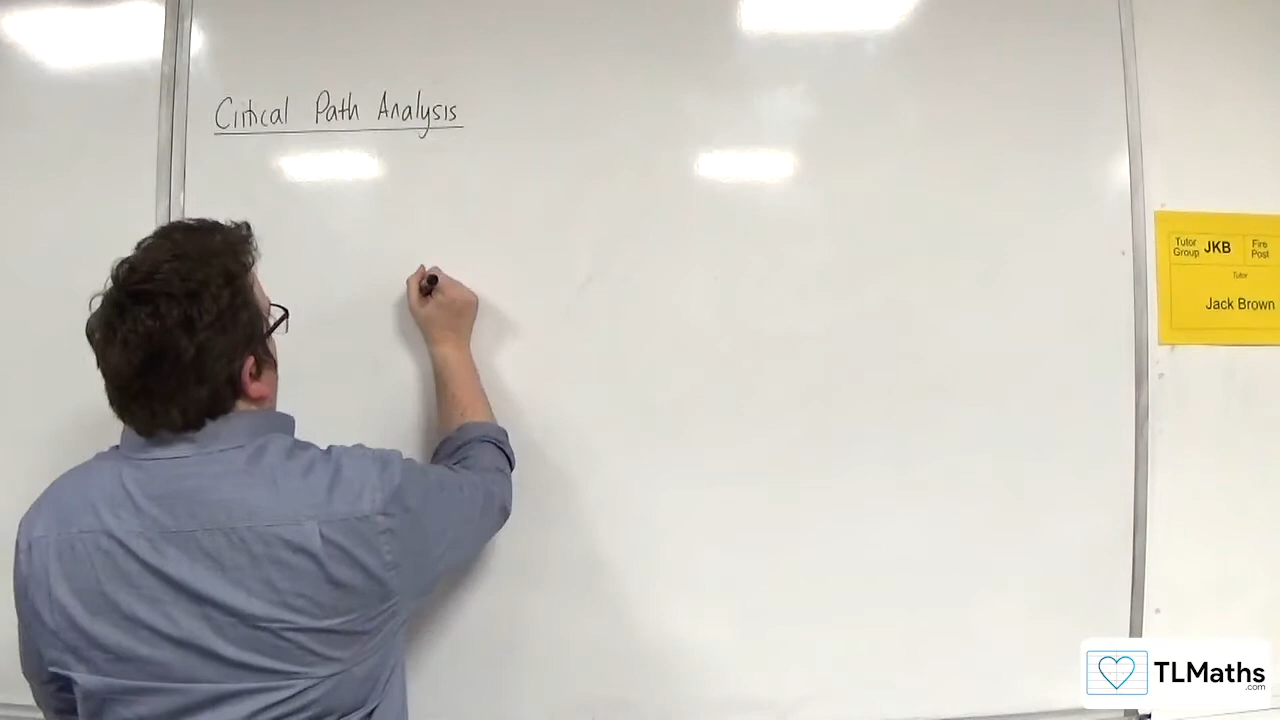 Critical Path Analysis
Tutor Group JKB Fire Post
Tutor
Jack Brown
TLMaths
.com